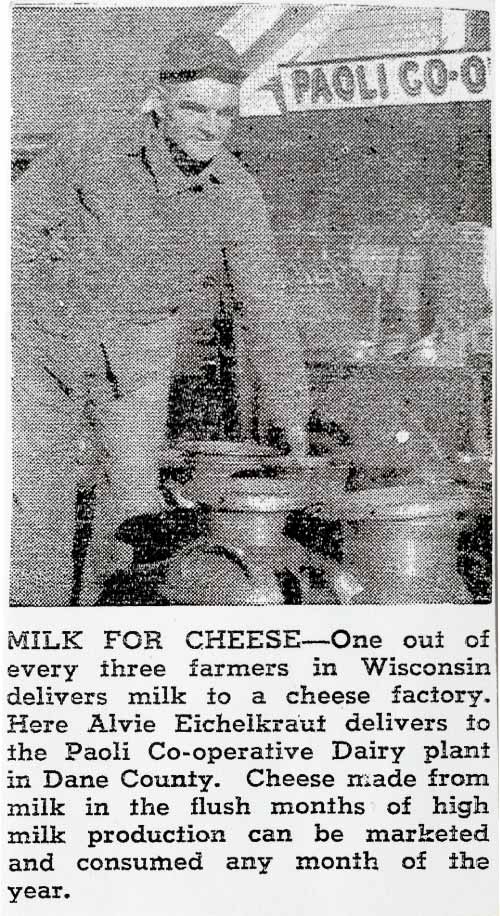 PAOLI CO-O
MILK FOR CHEESE—One out of
every three farmers in Wisconsin
delivers milk to a cheese factory.
Here Alvie Eichelkraut delivers to
the Paoli Co-operative Dairy plant
in Dane County. Cheese made from
milk in the flush months of high
milk production can be marketed
and consumed any month of the
year.